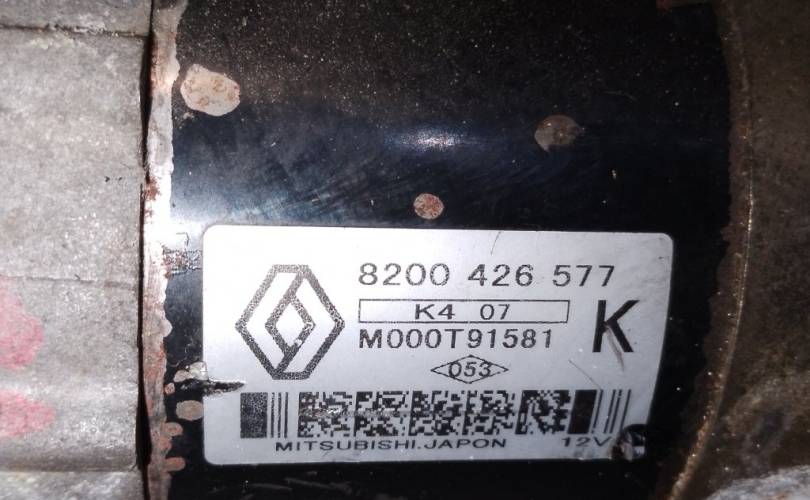 8200 426 577
K4 07
M000T91581
K
053
MITSUBISHI.JAPON 12V